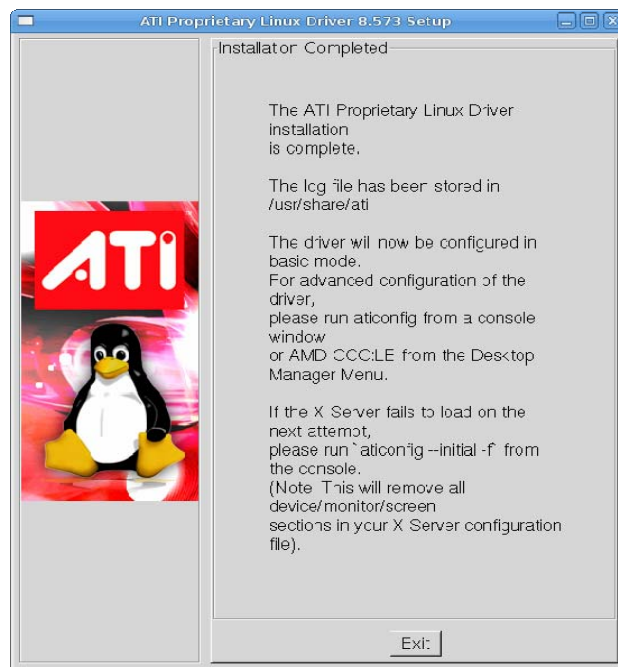 ATI Proprietary Linux Driver 8.573 Setup
Installation Completed
The ATI Proprietary Linux Driver
installation
is complete.
The log file has been stored in
/usr/share/ati
The driver will now be configured in
basic mode.
For advanced configuration of the
driver,
please run aticonfig from a console
window
or AMD CCC:LE from the Desktop
Manager Menu.
If the X Server fails to load on the
next attempt,
please run `aticonfig --initial -f` from
the console.
(Note: This will remove all
device/monitor/screen
sections in your X Server configuration
file).
ATI
Exit